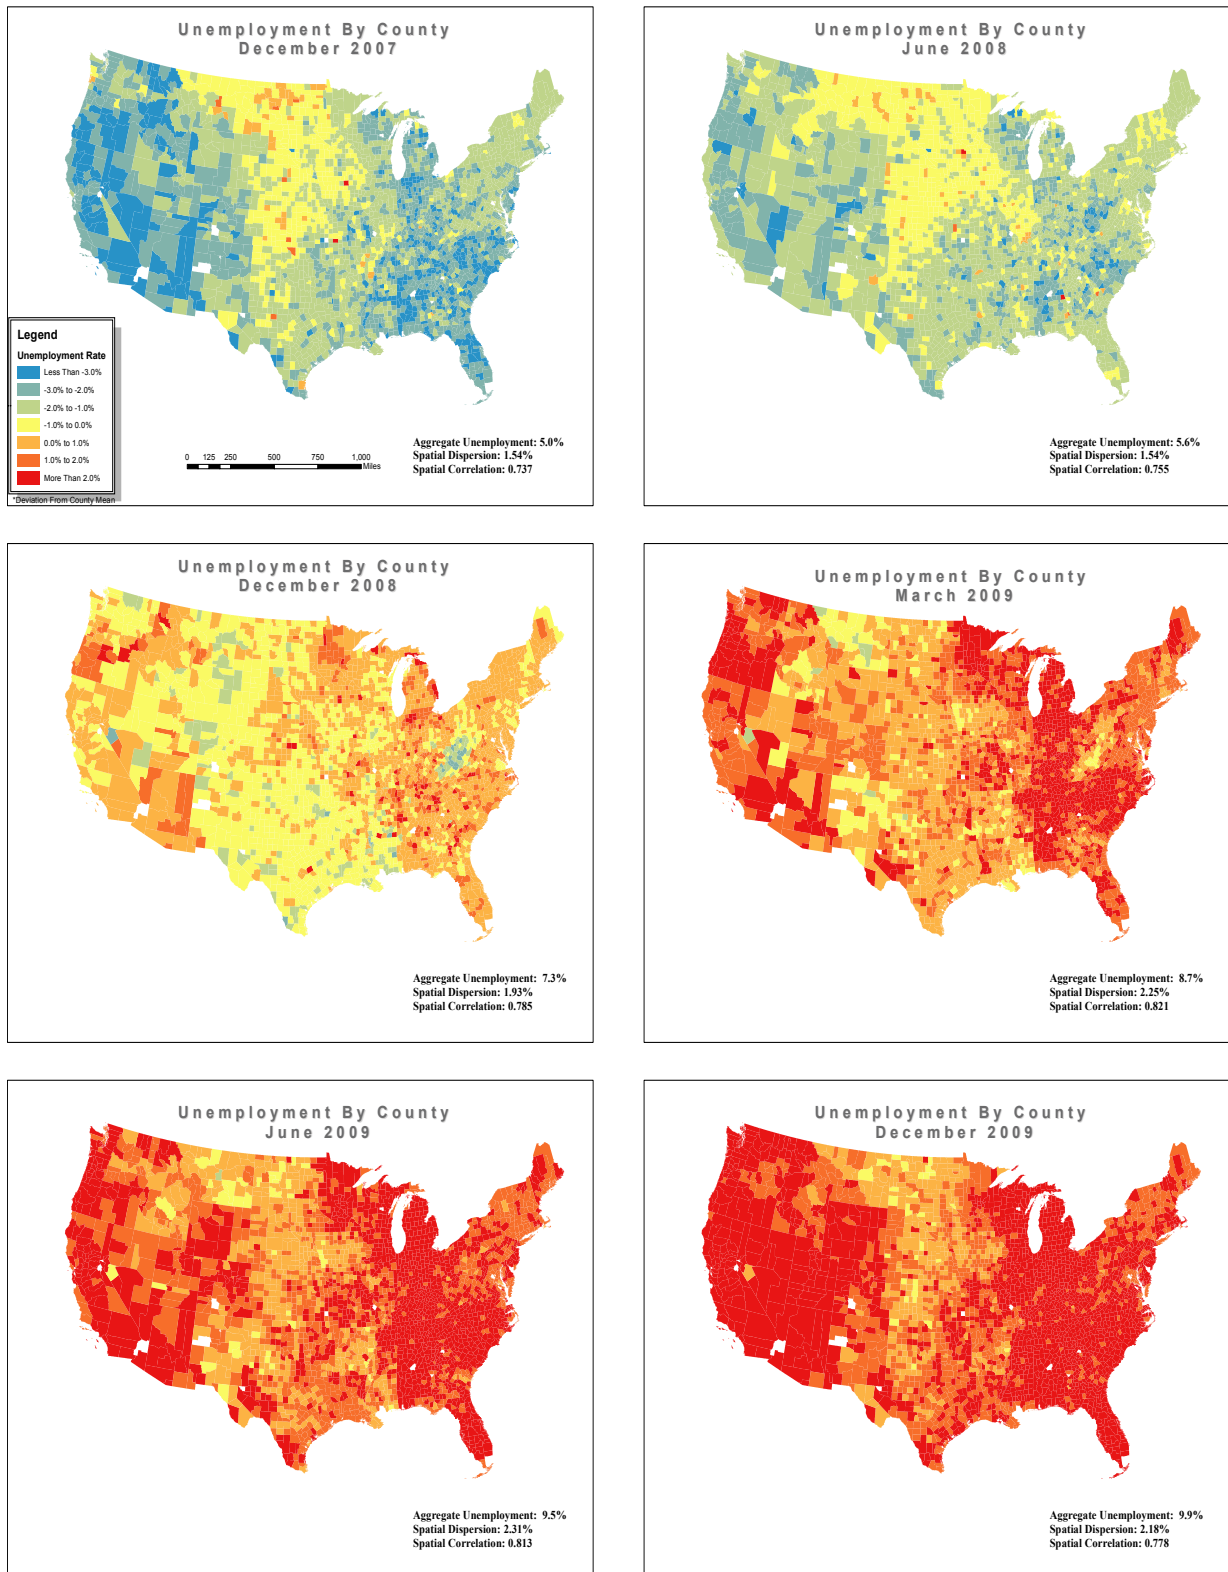 Unemployment By County
December 2007
Legend
Unemployment Rate
Less Than -3.0%
-3.0% to -2.0%
-2.0% to -1.0%
-1.0% to 0.0%
0.0% to 1.0%
1.0% to 2.0%
More Than 2.0%
*Deviation From County Mean
0 125 250 500 750 1,000
Miles
Aggregate Unemployment: 5.0%
Spatial Dispersion: 1.54%
Spatial Correlation: 0.737
Unemployment By County
June 2008
Aggregate Unemployment: 5.6%
Spatial Dispersion: 1.54%
Spatial Correlation: 0.755
Unemployment By County
December 2008
Aggregate Unemployment: 7.3%
Spatial Dispersion: 1.93%
Spatial Correlation: 0.785
Unemployment By County
March 2009
Aggregate Unemployment: 8.7%
Spatial Dispersion: 2.25%
Spatial Correlation: 0.821
Unemployment By County
June 2009
Aggregate Unemployment: 9.5%
Spatial Dispersion: 2.31%
Spatial Correlation: 0.813
Unemployment By County
December 2009
Aggregate Unemployment: 9.9%
Spatial Dispersion: 2.18%
Spatial Correlation: 0.778